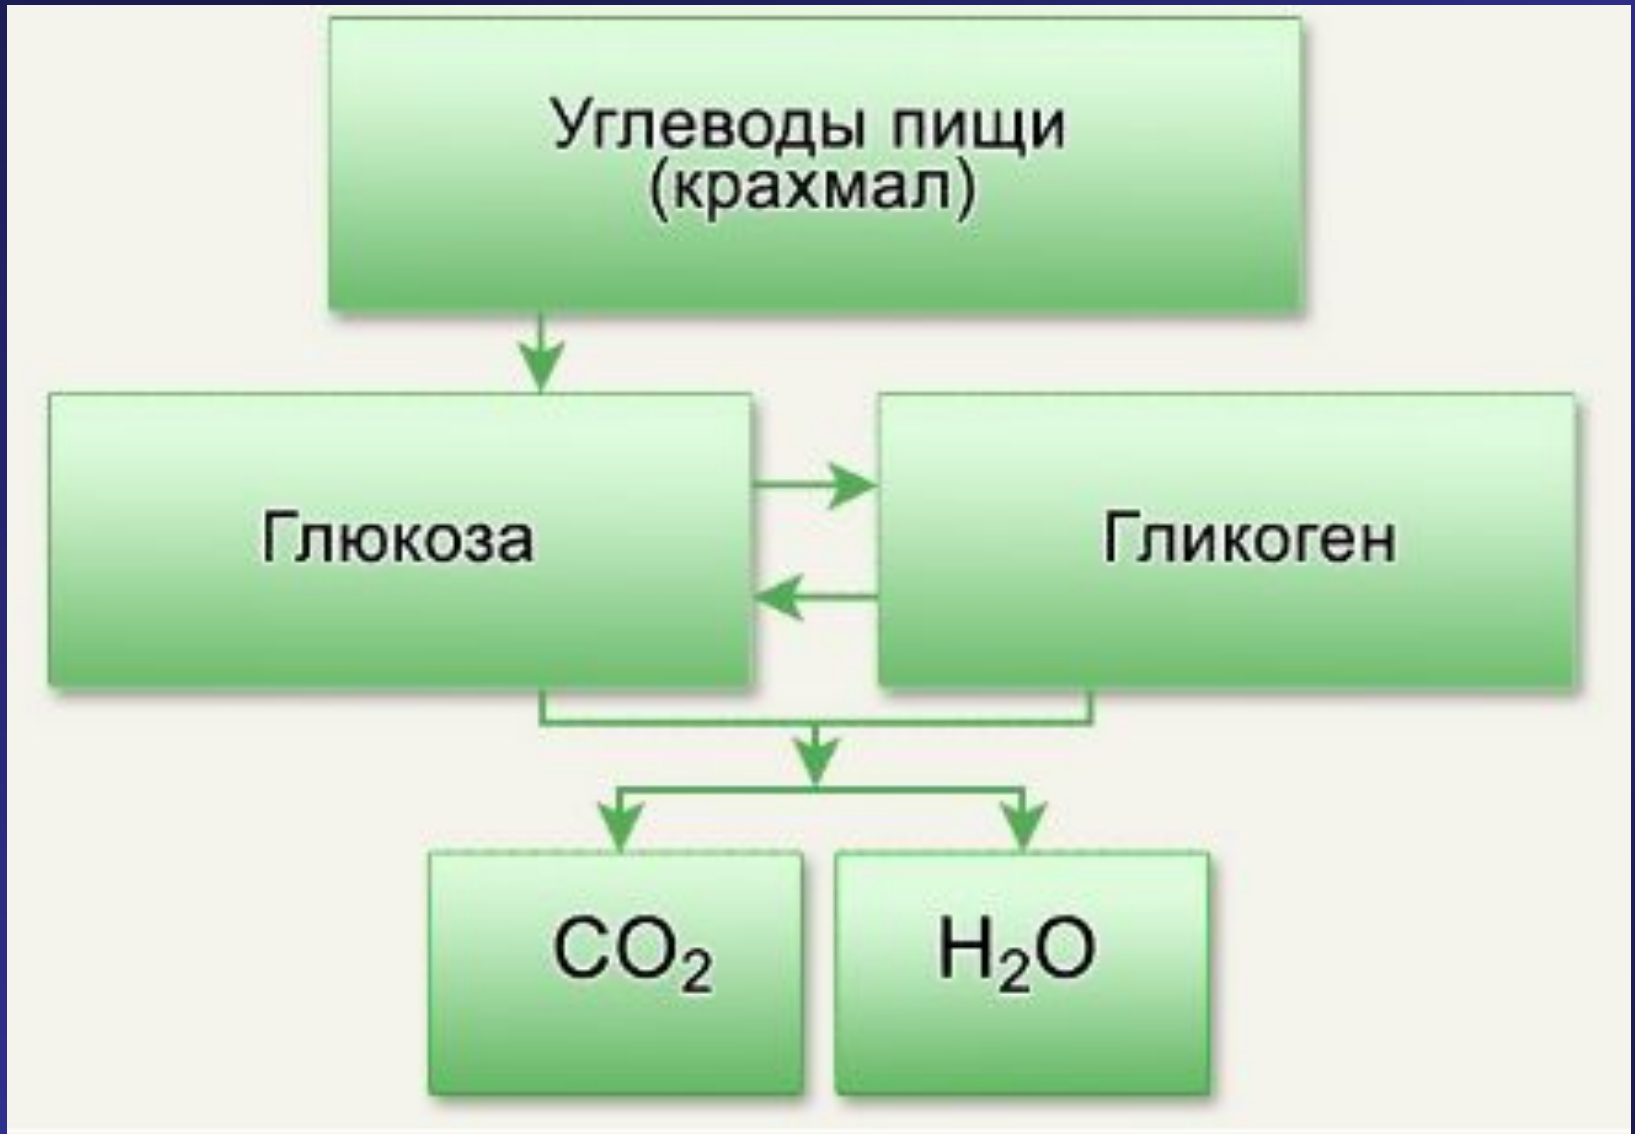 Углеводы пищи
(крахмал)
Глюкоза
Гликоген
CO₂
H₂O